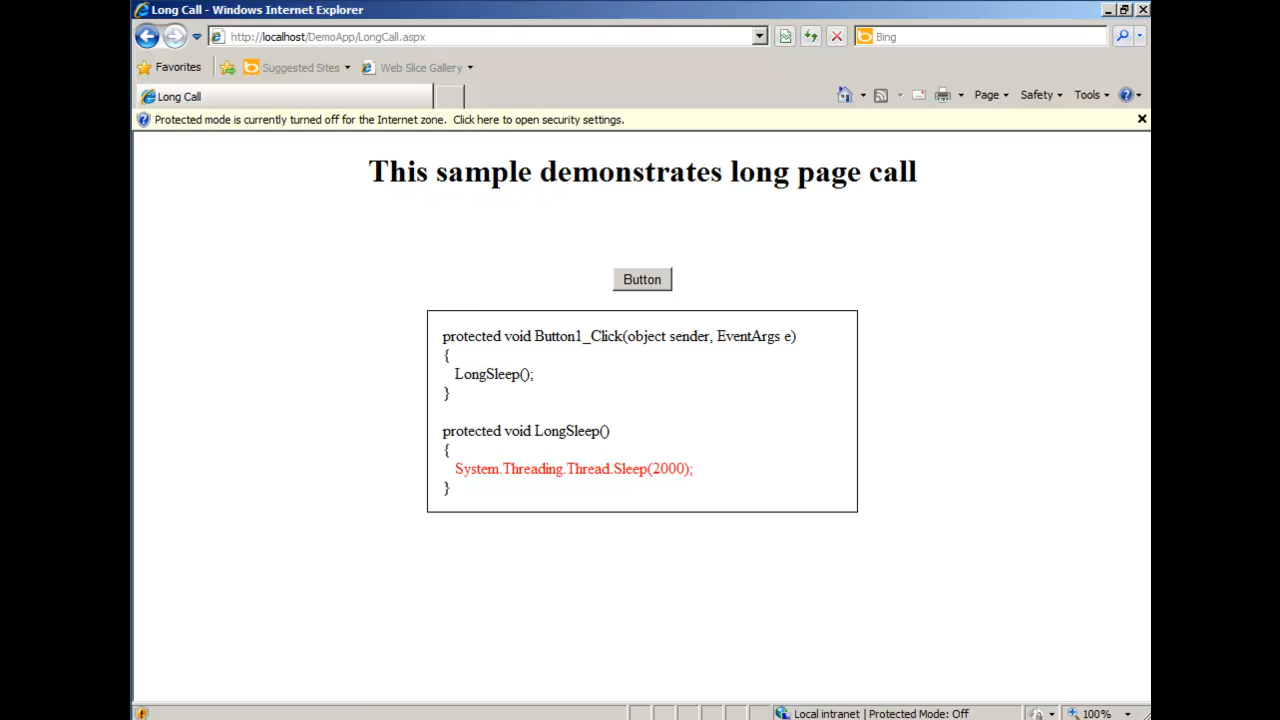 Long Call - Windows Internet Explorer
http://localhost/DemoApp/LongCall.aspx
Bing
Favorites
Suggested Sites
Web Slice Gallery
Long Call
Page
Safety
Tools
Protected mode is currently turned off for the Internet zone. Click here to open security settings.
This sample demonstrates long page call
Button
protected void Button1_Click(object sender, EventArgs e)
{
LongSleep();
}
protected void LongSleep()
{
System.Threading.Thread.Sleep(2000);
}
Local intranet | Protected Mode: Off
100%